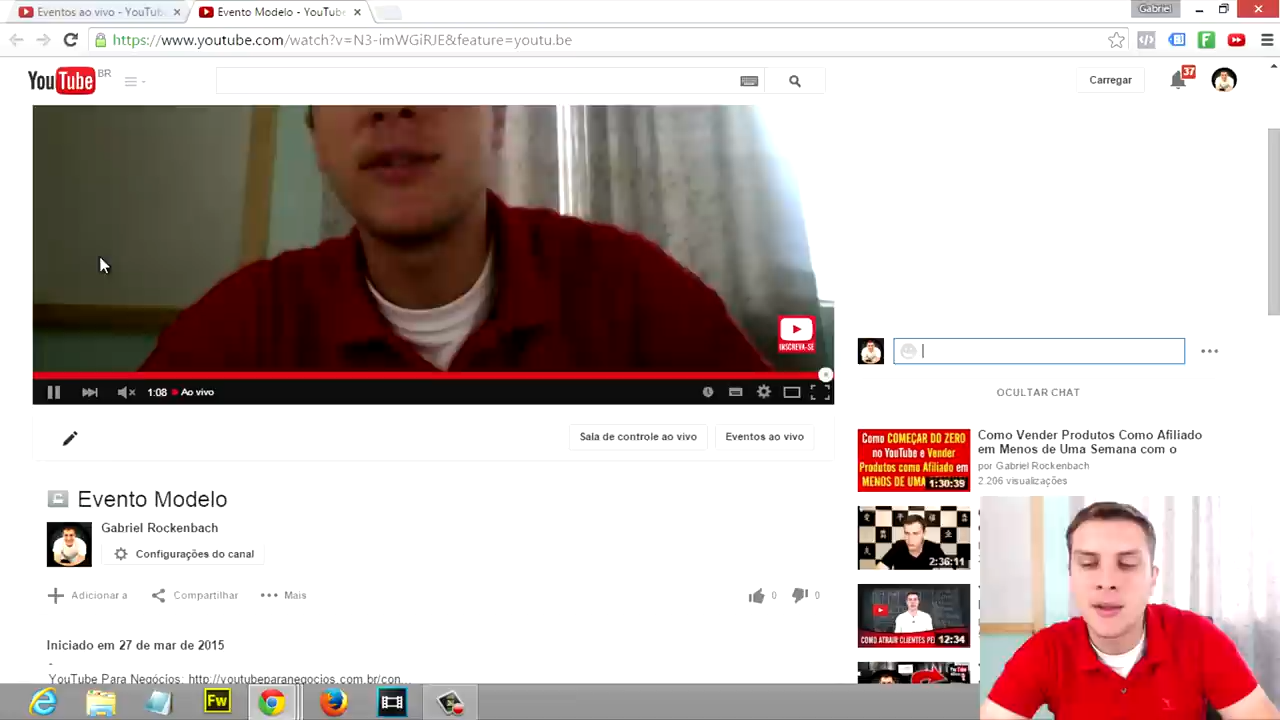 Eventos ao vivo - YouTub
Evento Modelo - YouTube
Gabriel
https://www.youtube.com/watch?v=N3-imWGiRJE&feature=youtu.be
YouTube BR
Carregar
37
INSCREVA-SE
1:08 Ao vivo
OCULTAR CHAT
Sala de controle ao vivo
Eventos ao vivo
Evento Modelo
Gabriel Rockenbach
Configurações do canal
Adicionar a
Compartilhar
Mais
0
0
Iniciado em 27 de mar de 2015
-
YouTube Para Negocios: http://youtubeparanegocios.com.br/con...
Como COMEÇAR DO ZERO
no YouTube e Vender
Produtos como Afiliado em
MENOS DE UMA
1:30:39
Como Vender Produtos Como Afiliado
em Menos de Uma Semana com o
por Gabriel Rockenbach
2 206 visualizações
2:36:11
COMO ATRAIR CLIENTES PE
12:34
Fw